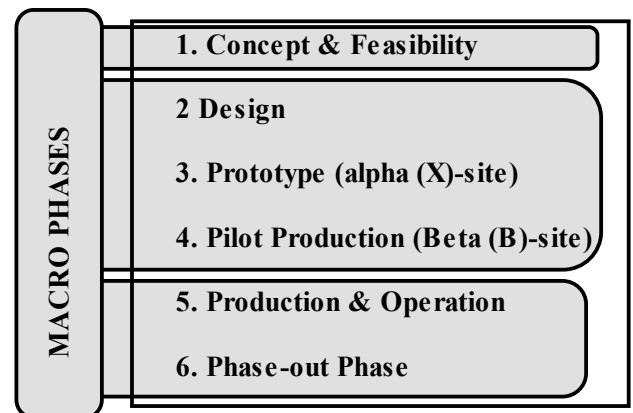 MACRO PHASES
1. Concept & Feasibility
2 Design
3. Prototype (alpha (X)-site)
4. Pilot Production (Beta (B)-site)
5. Production & Operation
6. Phase-out Phase